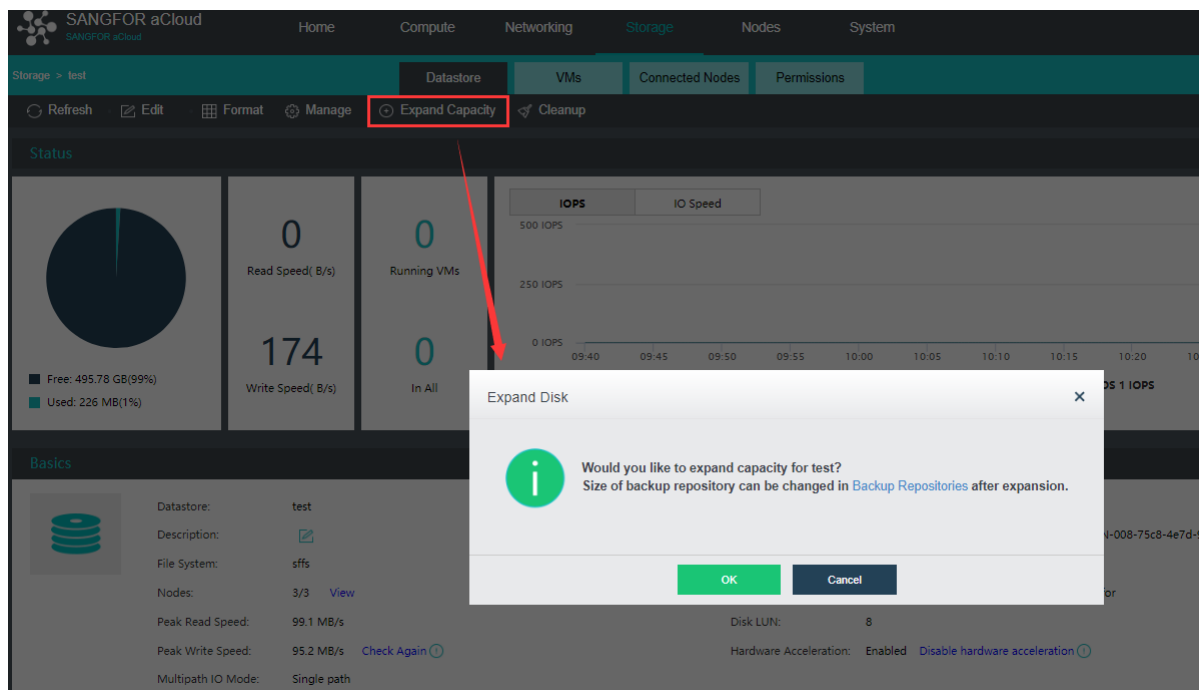 SANGFOR aCloud
SANGFOR aCloud
Home Compute Networking Storage Nodes System
Storage > test
Datastore VMs Connected Nodes Permissions
Refresh Edit Format Manage Expand Capacity Cleanup
Status
0
Read Speed( B/s)
174
Write Speed( B/s)
Free: 495.78 GB(99%)
Used: 226 MB(1%)
0
Running VMs
0
In All
IOPS IO Speed
500 IOPS
250 IOPS
0 IOPS
09:40 09:45 09:50 09:55 10:00 10:05 10:10 10:15 10:20 10
1 IOPS
Expand Disk
Would you like to expand capacity for test?
Size of backup repository can be changed in Backup Repositories after expansion.
OK Cancel
Basics
Datastore: test
Description:
File System: sffs
Nodes: 3/3 View
Peak Read Speed: 99.1 MB/s
Peak Write Speed: 95.2 MB/s Check Again
Multipath IO Mode: Single path
-008-75c8-4e7d-
or
Disk LUN: 8
Hardware Acceleration: Enabled Disable hardware acceleration